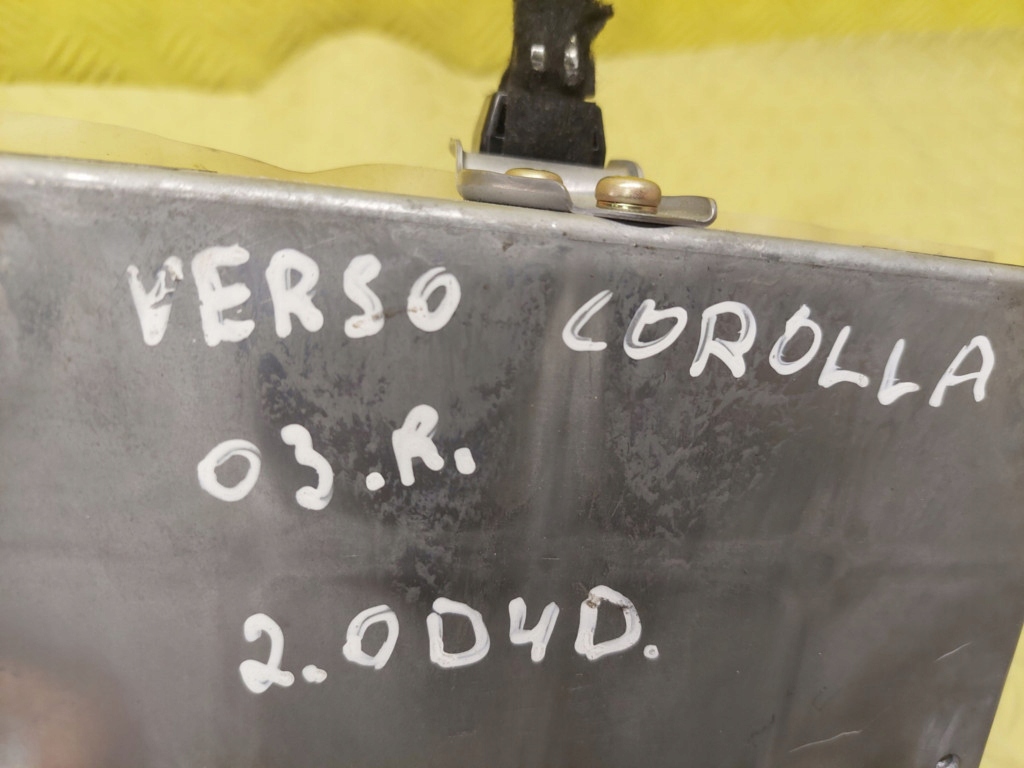 VERSO COROLLA
03.R.
2.0D4D.